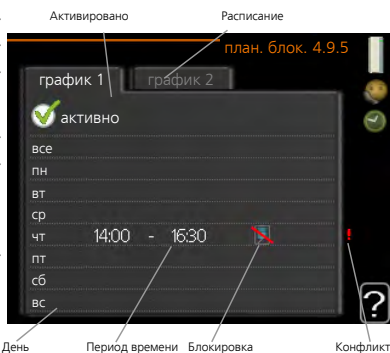 Активировано
Расписание
план. блок. 4.9.5
график 1
график 2
активно
все
пн
вт
ср
чт 14:00 - 16:30 !
пт
сб
вс
?
День
Период времени
Блокировка
Конфликт